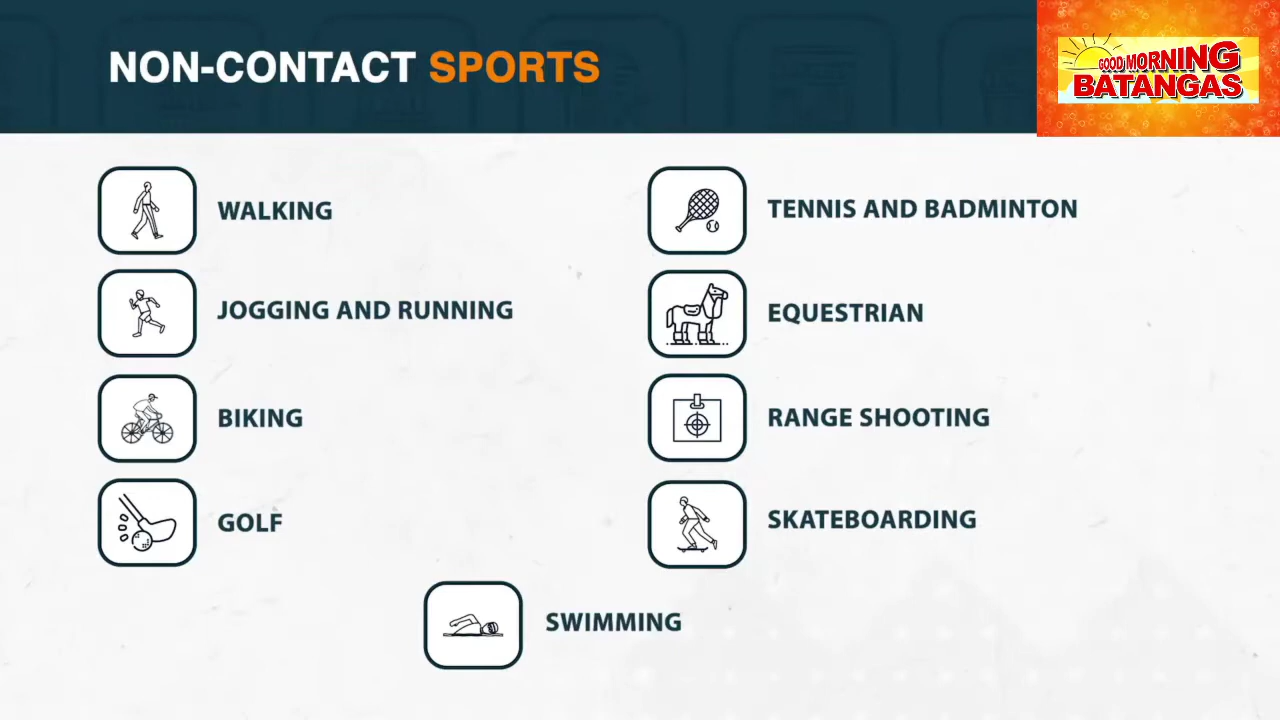 NON-CONTACT SPORTS
GOOD MORNING
BATANGAS
WALKING
JOGGING AND RUNNING
BIKING
GOLF
TENNIS AND BADMINTON
EQUESTRIAN
RANGE SHOOTING
SKATEBOARDING
SWIMMING